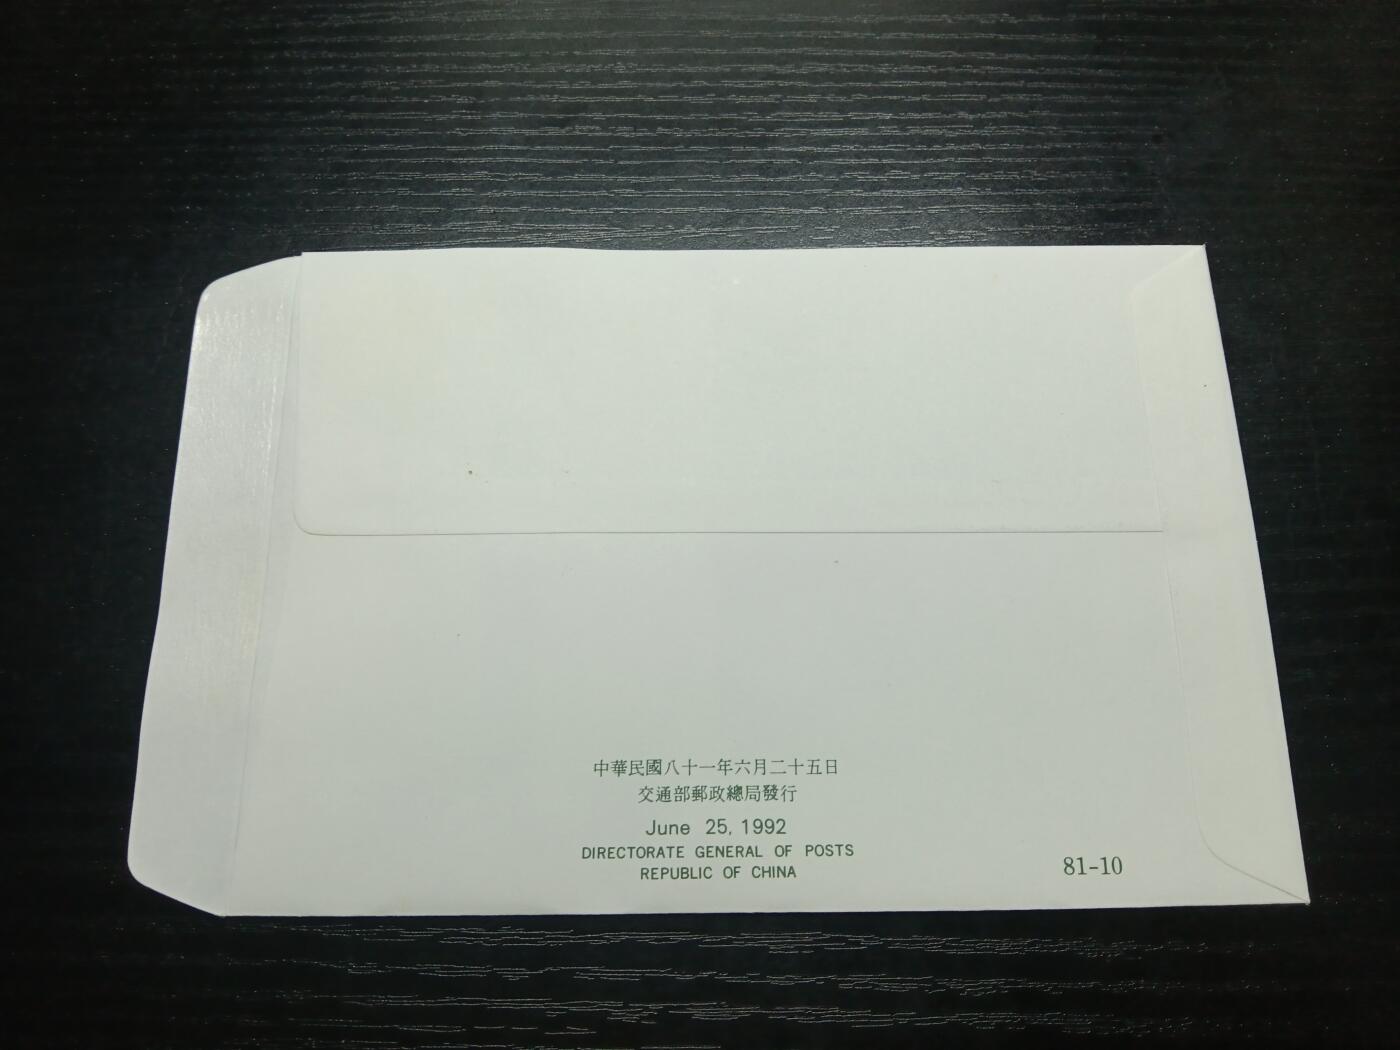 中華民國八十一年六月二十五日
交通部郵政總局發行
June 25, 1992
DIRECTORATE GENERAL OF POSTS
REPUBLIC OF CHINA
81-10